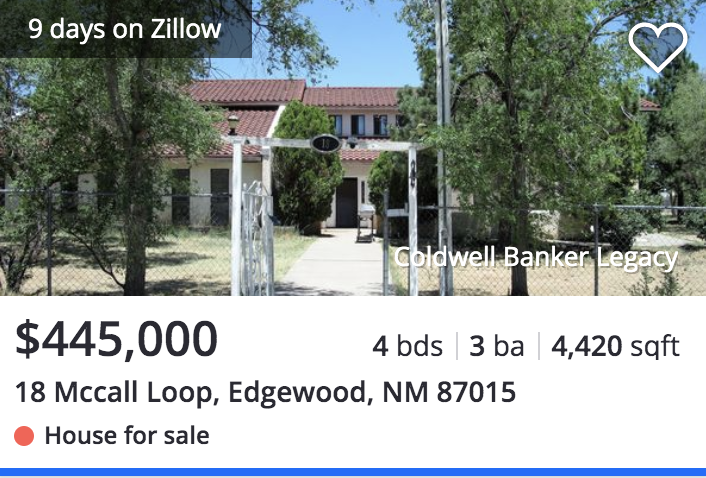 9 days on Zillow
Coldwell Banker Legacy
$445,000
4 bds 3 ba 4,420 sqft
18 Mccall Loop, Edgewood, NM 87015
House for sale